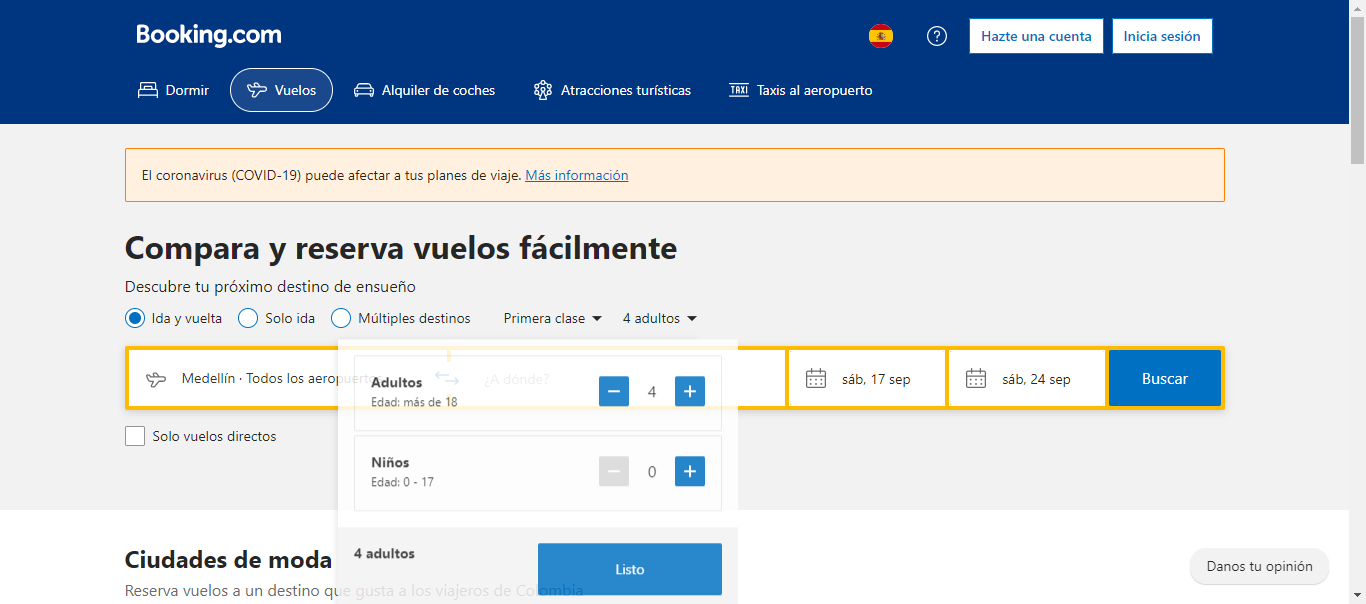 Booking.com
Hazte una cuenta
Inicia sesión
Dormir
Vuelos
Alquiler de coches
Atracciones turísticas
TAXI Taxis al aeropuerto
El coronavirus (COVID-19) puede afectar a tus planes de viaje. Más información
Compara y reserva vuelos fácilmente
Descubre tu próximo destino de ensueño
Ida y vuelta
Solo ida
Múltiples destinos
Primera clase
4 adultos
Medellín · Todos los aeropuertos
¿A dónde?
sáb, 17 sep
sáb, 24 sep
Buscar
Adultos
Edad: más de 18
4
Solo vuelos directos
Niños
Edad: 0 - 17
0
4 adultos
Listo
Ciudades de moda
Reserva vuelos a un destino que gusta a los viajeros de Colombia
Danos tu opinión